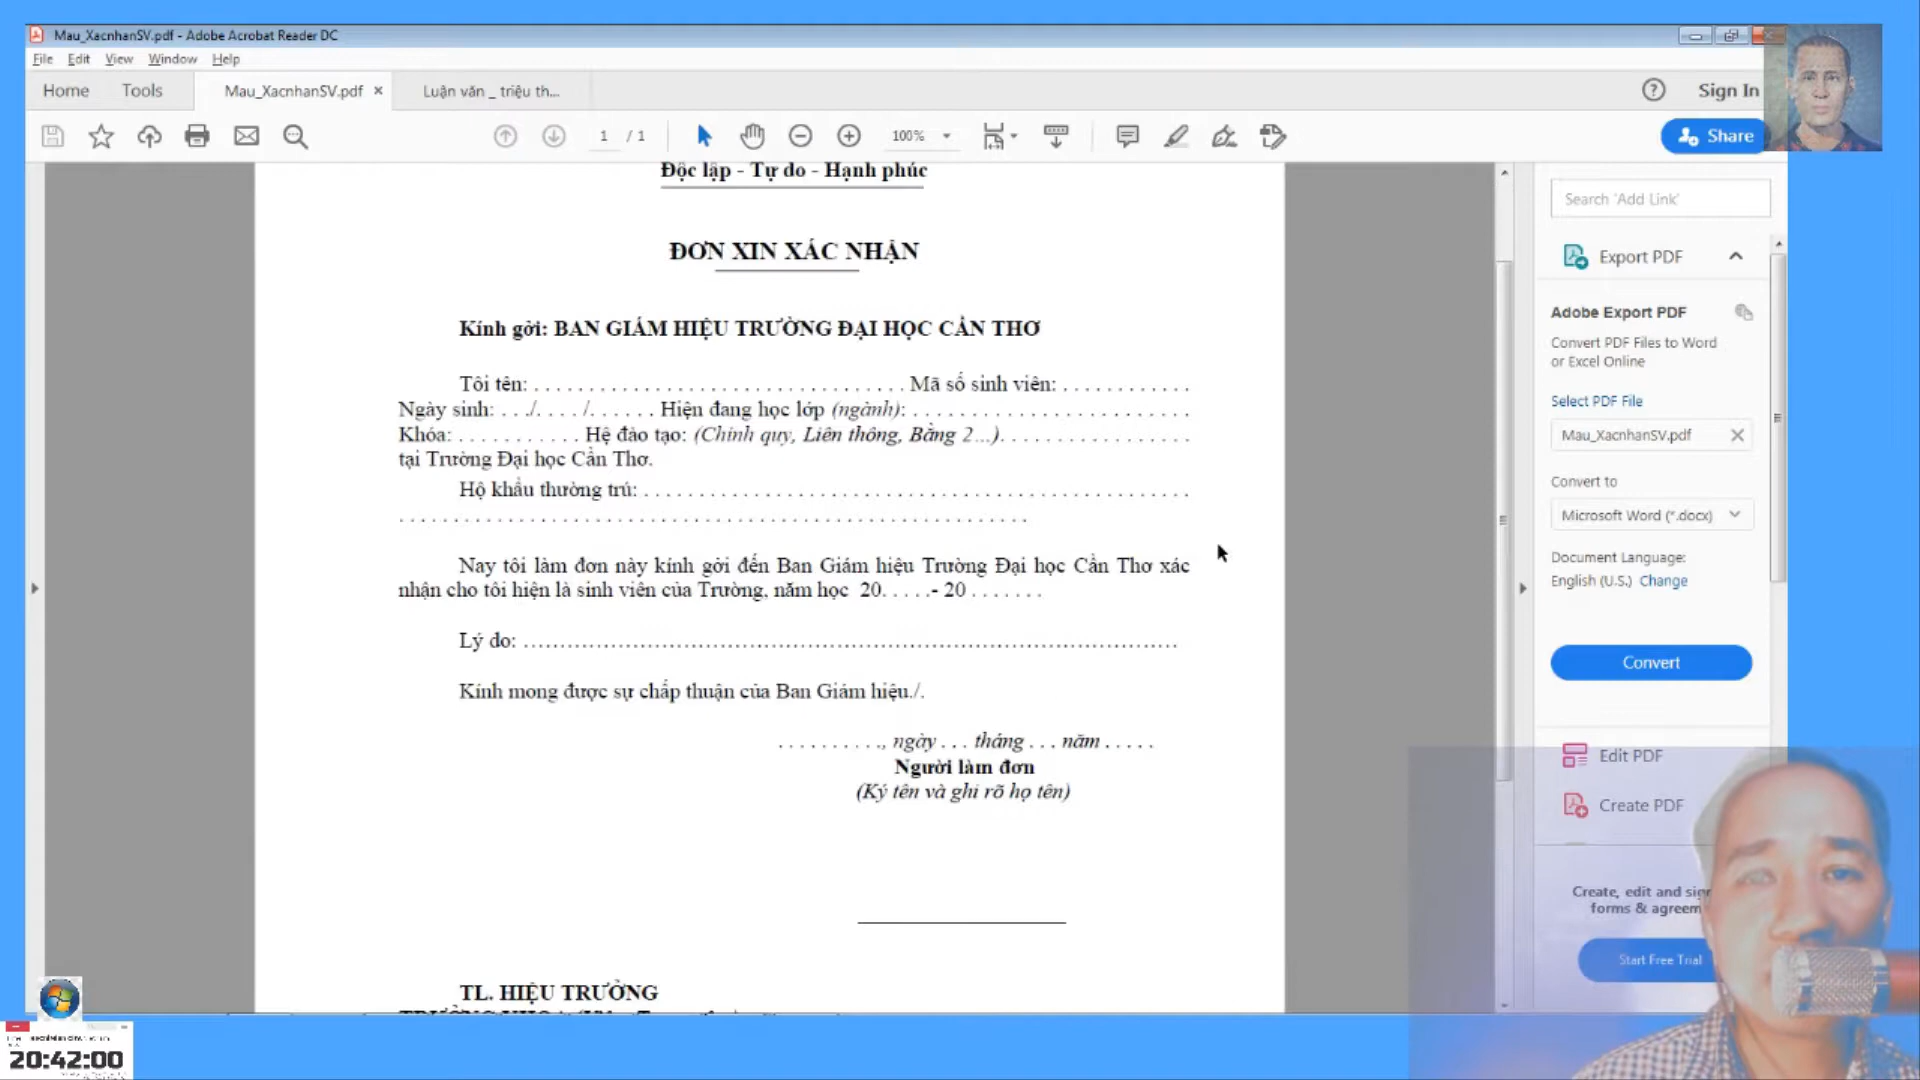 Mau_XacnhanSV.pdf - Adobe Acrobat Reader DC
File Edit View Window Help
Home Tools Mau_XacnhanSV.pdf × Luận văn _ triệu th... Sign In
1 / 1 100% Share
Độc lập - Tự do - Hạnh phúc
ĐƠN XIN XÁC NHẬN
Kính gởi: BAN GIÁM HIỆU TRƯỜNG ĐẠI HỌC CẦN THƠ
Tôi tên: . . . . . . . . . . . . . . . . . . . . . . . . . . . . . . . . . . Mã số sinh viên: . . . . . . . . . . . .
Ngày sinh: . . ./. . . . /. . . . . . Hiện đang học lớp (ngành): . . . . . . . . . . . . . . . . . . . . . . . . . .
Khóa: . . . . . . . . . . . Hệ đào tạo: (Chính quy, Liên thông, Bằng 2...). . . . . . . . . . . . . . . . . .
tại Trường Đại học Cần Thơ.
Hộ khẩu thường trú: . . . . . . . . . . . . . . . . . . . . . . . . . . . . . . . . . . . . . . . . . . . . . . . . . .
. . . . . . . . . . . . . . . . . . . . . . . . . . . . . . . . . . . . . . . . . . . . . . . . . . . . . . . . .
Nay tôi làm đơn này kính gởi đến Ban Giám hiệu Trường Đại học Cần Thơ xác
nhận cho tôi hiện là sinh viên của Trường, năm học 20. . . . .- 20 . . . . . . .
Lý do: ..........................................................................................
Kính mong được sự chấp thuận của Ban Giám hiệu./.
. . . . . . . . . ., ngày . . . tháng . . . năm . . . . .
Người làm đơn
(Ký tên và ghi rõ họ tên)
TL. HIỆU TRƯỞNG
Search 'Add Link'
Export PDF
Adobe Export PDF
Convert PDF Files to Word
or Excel Online
Select PDF File
Mau_XacnhanSV.pdf
Convert to
Microsoft Word (*.docx)
Document Language:
English (U.S.) Change
Convert
Edit PDF
Create PDF
Create, edit and sign
forms & agreem
Start Free Trial
20:42:00